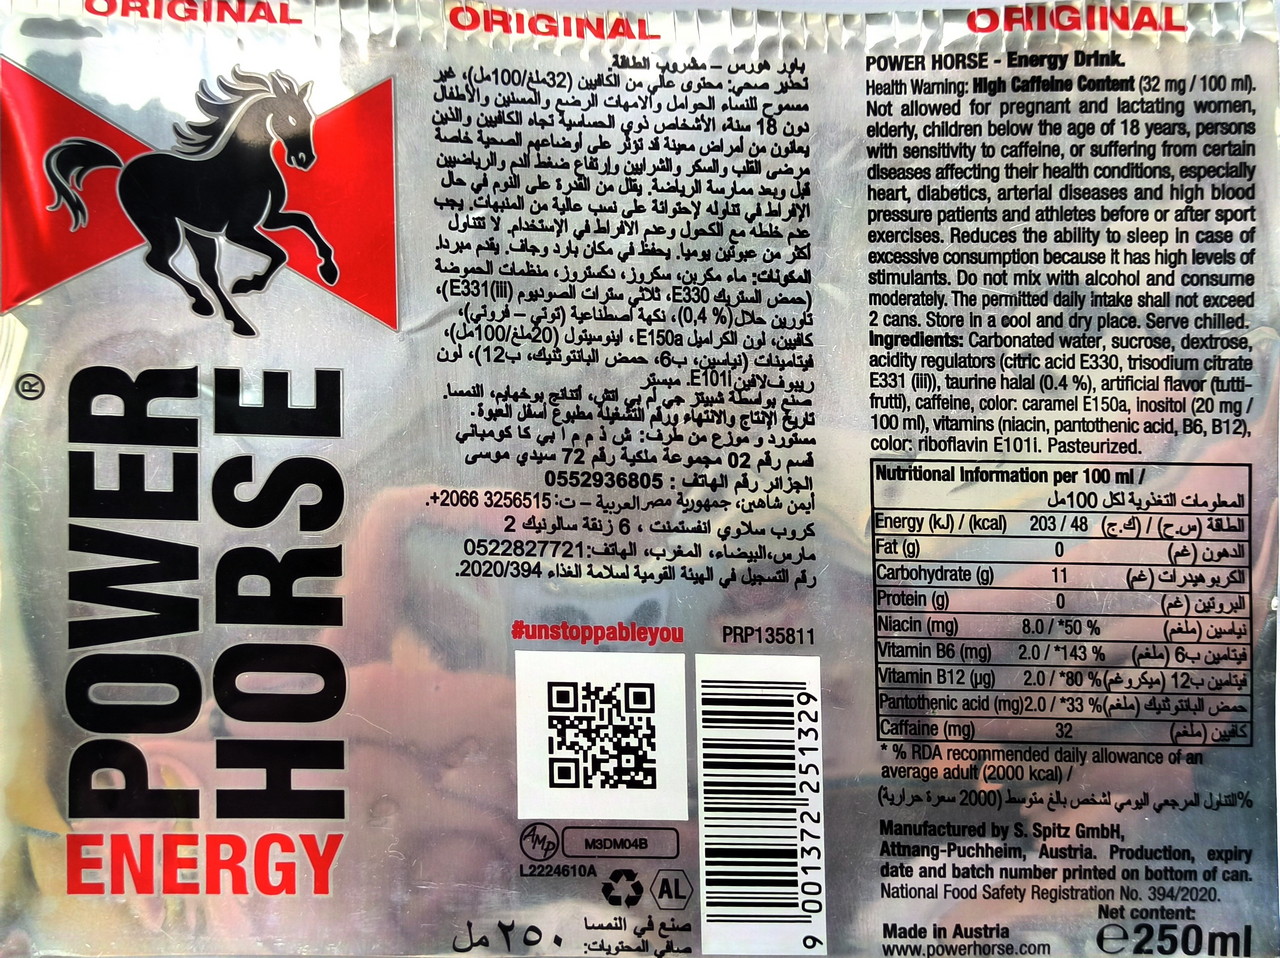 ORIGINAL
®
POWER
HORSE
ENERGY
ORIGINAL
باور هورس – مشروب الطاقة
تحذير صحي: محتوى عالي من الكافيين (32ملغ/100مل)، غير
مسموح للنساء الحوامل والامهات الرضع والمسنين والأطفال
دون 18 سنة، الأشخاص ذوي الحساسية تجاه الكافيين والذين
يعانون من أمراض معينة قد تؤثر على أوضاعهم الصحية خاصة
مرضى القلب والسكر والشرايين وإرتفاع ضغط الدم والرياضيين
قبل وبعد ممارسة الرياضة. يقلل من القدرة على النوم في حال
الإفراط في تناوله لإحتوائة على نسب عالية من المنبهات. يجب
عدم خلطه مع الكحول وعدم الأفراط في الإستخدام. لا تتناول
أكثر من عبوتين يوميا. يحفظ في مكان بارد وجاف. يقدم مبردا.
المكونات: ماء مكربن، سكروز، دكستروز، منظمات الحموضة
(حمض الستريك E330، ثلاثي سترات الصوديوم E331(iii))،
تاورين حلال(% 0,4)، نكهة اصطناعية (توتي – فروتي)،
كافيين، لون الكراميل E150a، اينوسيتول (20ملغ/100مل)،
فيتامينات (نياسين، ب6، حمض البانتوثنيك، ب12)، لون
ريبوفلافين E101i. مبستر
صنع بواسطة شبيتز جي ام بي اتش، أتنانج بوخهايم، النمسا.
تاريخ الإنتاج والانتهاء ورقم التشغيلة مطبوع أسفل العبوة.
مستورد و موزع من طرف: ش ذ م م ا بي كا كومباني
قسم رقم 02 مجموعة ملكية رقم 72 سيدي موسى
الجزائر رقم الهاتف : 0552936805
أيمن شاهين، جمهورية مصر العربية – ت: 3256515 2066+.
كروب سلاوي انفستمنت ، 6 زنقة سالونيك 2
مارس،البيضاء، المغرب، الهاتف:0522827721
رقم التسجيل في الهيئة القومية لسلامة الغذاء 2020/394.
#unstoppableyou
PRP135811
AMP
M3DM04B
L2224610A
AL
9 001372 251329
صنع في النمسا
صافي المحتويات:
٢٥٠ مل
ORIGINAL
POWER HORSE - Energy Drink.
Health Warning: High Caffeine Content (32 mg / 100 ml).
Not allowed for pregnant and lactating women,
elderly, children below the age of 18 years, persons
with sensitivity to caffeine, or suffering from certain
diseases affecting their health conditions, especially
heart, diabetics, arterial diseases and high blood
pressure patients and athletes before or after sport
exercises. Reduces the ability to sleep in case of
excessive consumption because it has high levels of
stimulants. Do not mix with alcohol and consume
moderately. The permitted daily intake shall not exceed
2 cans. Store in a cool and dry place. Serve chilled.
Ingredients: Carbonated water, sucrose, dextrose,
acidity regulators (citric acid E330, trisodium citrate
E331 (iii)), taurine halal (0.4 %), artificial flavor (tutti-
frutti), caffeine, color: caramel E150a, inositol (20 mg /
100 ml), vitamins (niacin, pantothenic acid, B6, B12),
color: riboflavin E101i. Pasteurized.
Nutritional Information per 100 ml /
المعلومات التغذوية لكل 100مل
Energy (kJ) / (kcal) 203 / 48 الطاقة (س.ح) / (ك.ج)
Fat (g) 0 الدهون (غم)
Carbohydrate (g) 11 الكربوهيدرات (غم)
Protein (g) 0 البروتين (غم)
Niacin (mg) 8.0 / *50 % نياسين (ملغم)
Vitamin B6 (mg) 2.0 / *143 % فيتامين ب6 (ملغم)
Vitamin B12 (µg) 2.0 / *80 % فيتامين ب12 (ميكروغم)
Pantothenic acid (mg) 2.0 / *33 % حمض البانتوثنيك (ملغم)
Caffaine (mg) 32 كافيين (ملغم)
* % RDA recommended daily allowance of an
average adult (2000 kcal) /
%التناول المرجعي اليومي لشخص بالغ متوسط (2000 سعرة حرارية)
Manufactured by S. Spitz GmbH,
Attnang-Puchheim, Austria. Production, expiry
date and batch number printed on bottom of can.
National Food Safety Registration No. 394/2020.
Net content:
Made in Austria
www.powerhorse.com
℮250ml